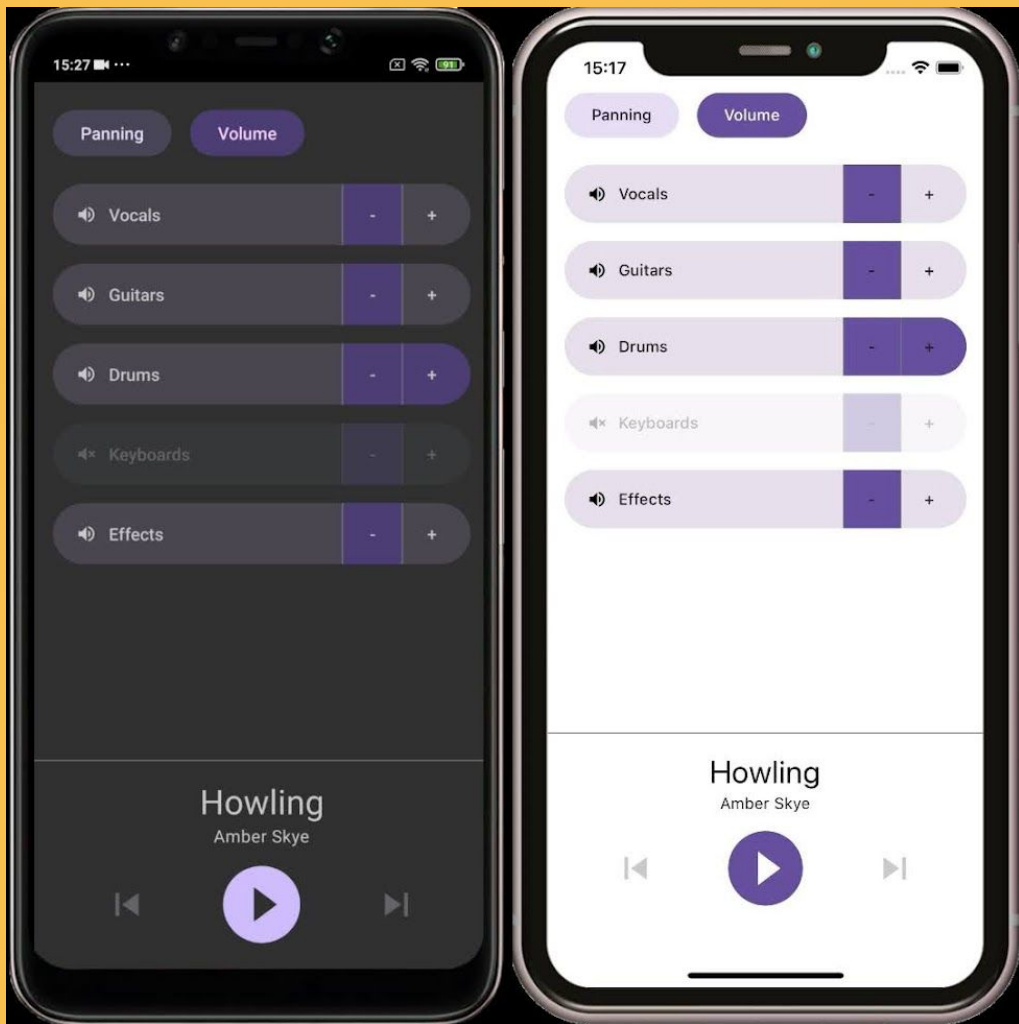 15:27
91
Panning Volume
Vocals - +
Guitars - +
Drums - +
Keyboards - +
Effects - +
Howling
Amber Skye
15:17
Panning Volume
Vocals - +
Guitars - +
Drums - +
Keyboards - +
Effects - +
Howling
Amber Skye